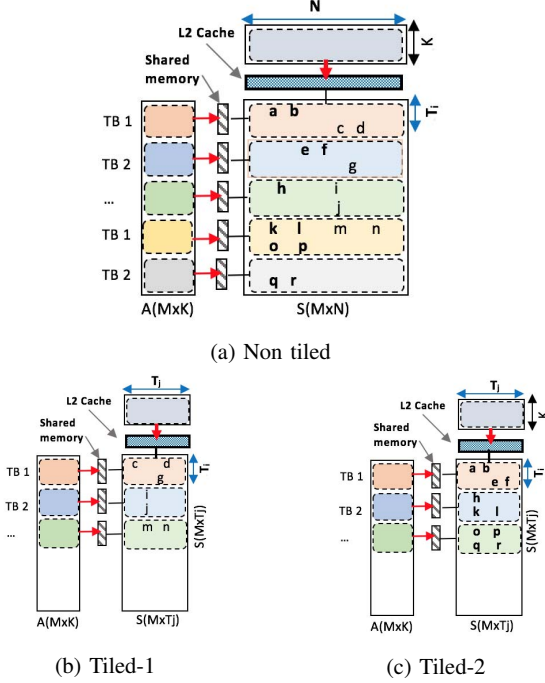 N
L2 Cache
K
Shared
memory
Ti
TB 1
a b
c d
TB 2
e f
g
...
h i
j
TB 1
k l m n
o p
TB 2
q r
A(MxK)
S(MxN)
(a) Non tiled
Tj
L2 Cache
Shared
memory
TB 1
c d
g
Ti
TB 2
i
j
...
m n
S(MxTj)
A(MxK)
S(MxTj)
(b) Tiled-1
Tj
L2 Cache
K
Shared
memory
TB 1
a b
e f
Ti
TB 2
h
k l
...
o p
q r
S(MxTj)
A(MxK)
S(MxTj)
(c) Tiled-2